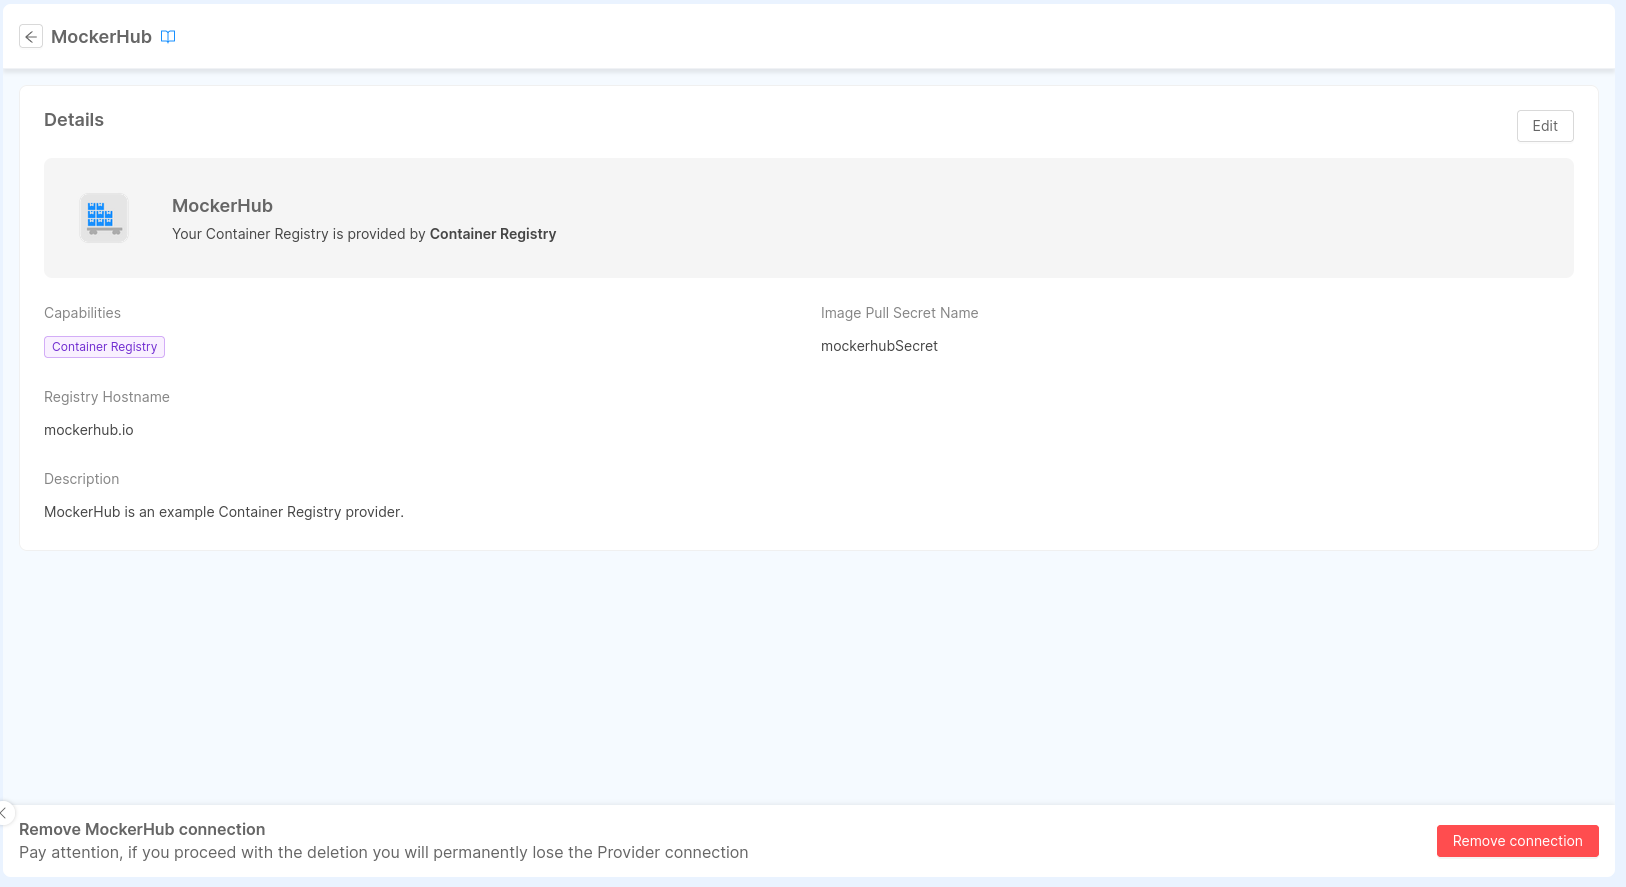 MockerHub
Details
Edit
MockerHub
Your Container Registry is provided by Container Registry
Capabilities
Container Registry
Image Pull Secret Name
mockerhubSecret
Registry Hostname
mockerhub.io
Description
MockerHub is an example Container Registry provider.
Remove MockerHub connection
Pay attention, if you proceed with the deletion you will permanently lose the Provider connection
Remove connection